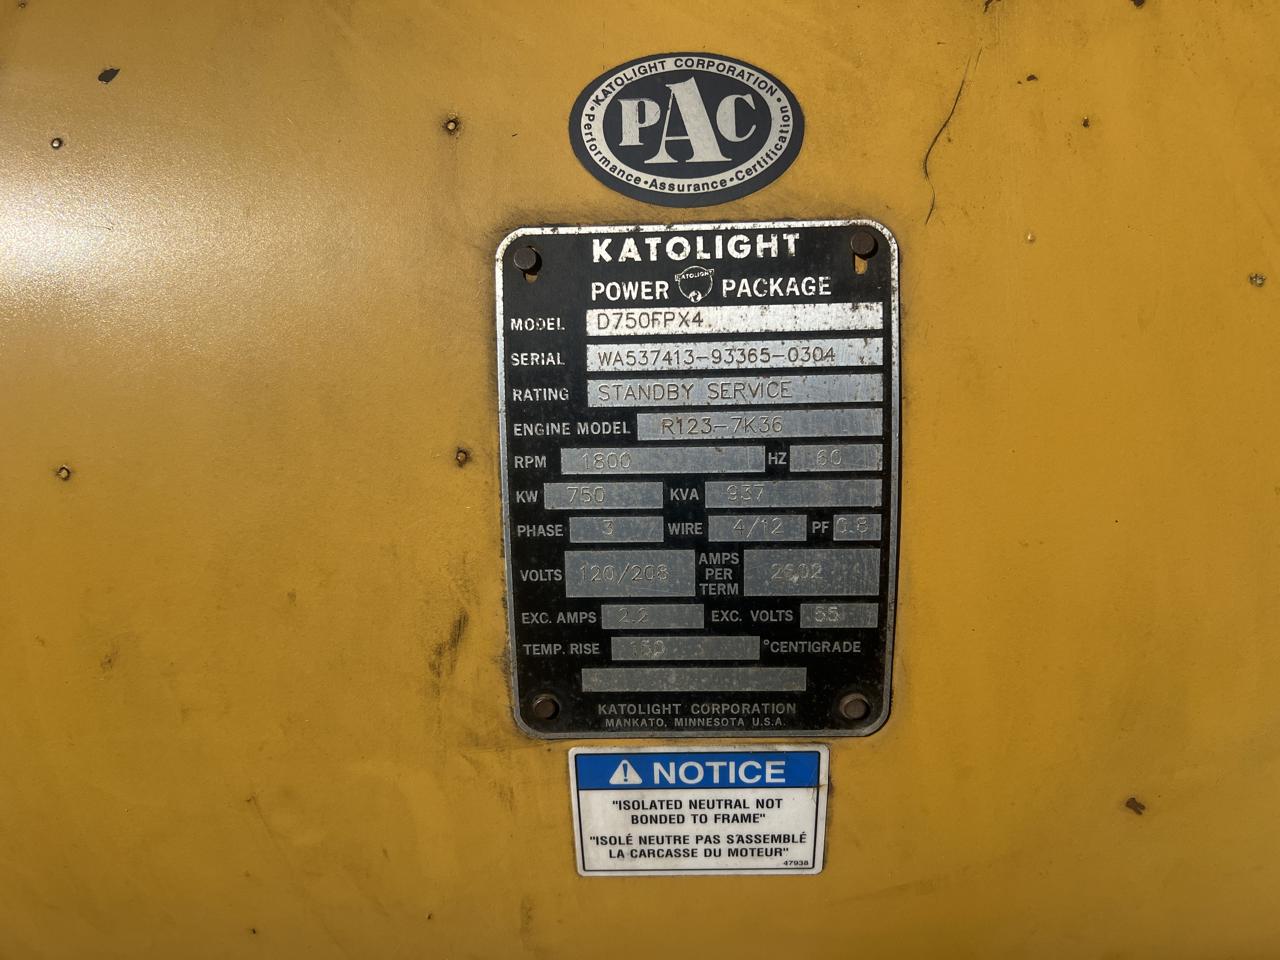 KATOLIGHT CORPORATION
PAC
Performance • Assurance • Certification
KATOLIGHT
POWER KATOLIGHT PACKAGE
MODEL D750FPX4
SERIAL WA537413-93365-0304
RATING STANDBY SERVICE
ENGINE MODEL R123-7K36
RPM 1800 HZ 60
KW 750 KVA 937
PHASE 3 WIRE 4/12 PF 0.8
VOLTS 120/208 AMPS PER TERM 2602
EXC. AMPS 2.2 EXC. VOLTS 55
TEMP. RISE 150 °CENTIGRADE
KATOLIGHT CORPORATION
MANKATO, MINNESOTA U.S.A.
NOTICE
"ISOLATED NEUTRAL NOT
BONDED TO FRAME"
"ISOLÉ NEUTRE PAS S'ASSEMBLÉ
LA CARCASSE DU MOTEUR"
47938